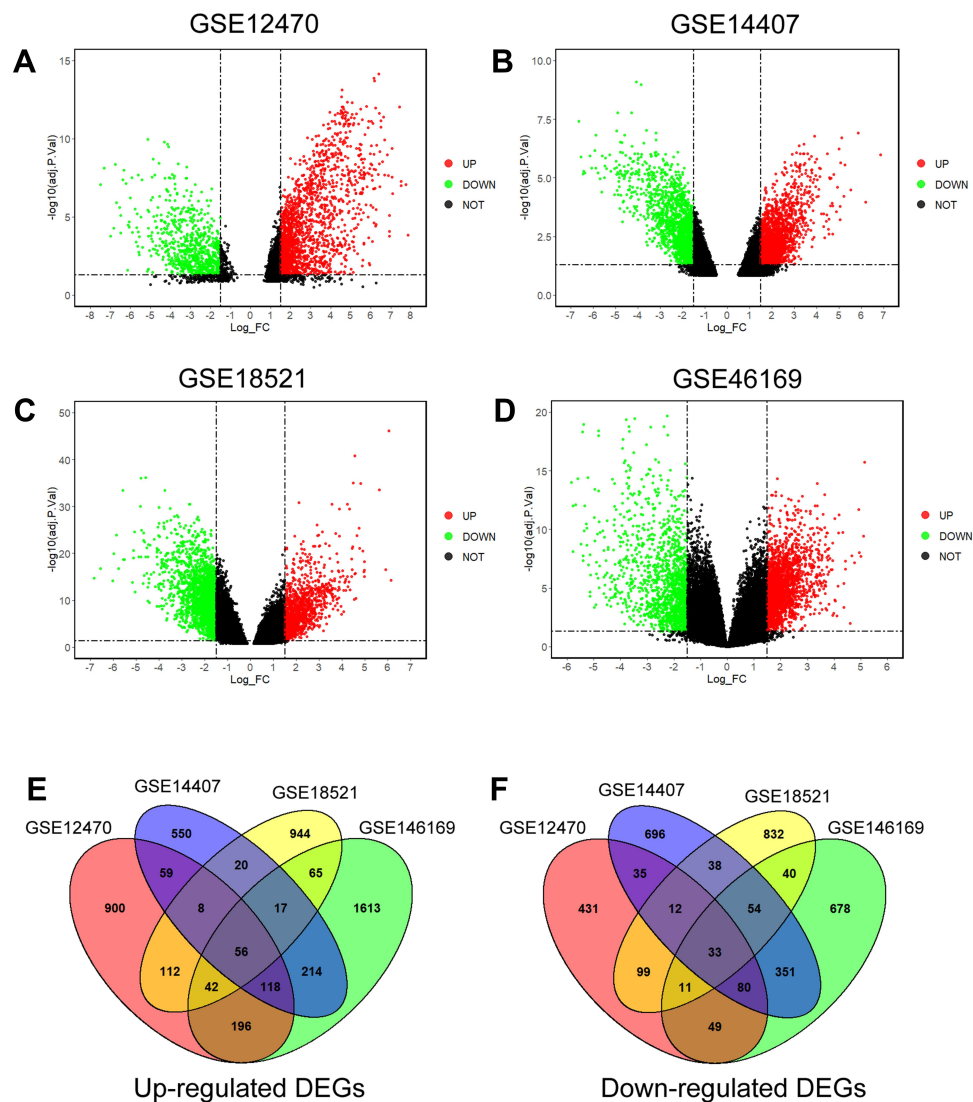 GSE12470
A
15
10
5
0
-log10(adj.P.Val)
-8 -7 -6 -5 -4 -3 -2 -1 0 1 2 3 4 5 6 7 8
Log_FC
UP
DOWN
NOT
GSE14407
B
10.0
7.5
5.0
2.5
0.0
-log10(adj.P.Val)
-7 -6 -5 -4 -3 -2 -1 0 1 2 3 4 5 6 7
Log_FC
UP
DOWN
NOT
GSE18521
C
50
40
30
20
10
0
-log10(adj.P.Val)
-7 -6 -5 -4 -3 -2 -1 0 1 2 3 4 5 6 7
Log_FC
UP
DOWN
NOT
GSE46169
D
20
15
10
5
0
-log10(adj.P.Val)
-6 -5 -4 -3 -2 -1 0 1 2 3 4 5 6
Log_FC
UP
DOWN
NOT
E
GSE14407
GSE18521
GSE12470
GSE146169
550
944
20
59
65
900
8
17
1613
56
112
214
42
118
196
Up-regulated DEGs
F
GSE14407
GSE18521
GSE12470
GSE146169
696
832
38
35
40
431
12
54
678
33
99
351
11
80
49
Down-regulated DEGs